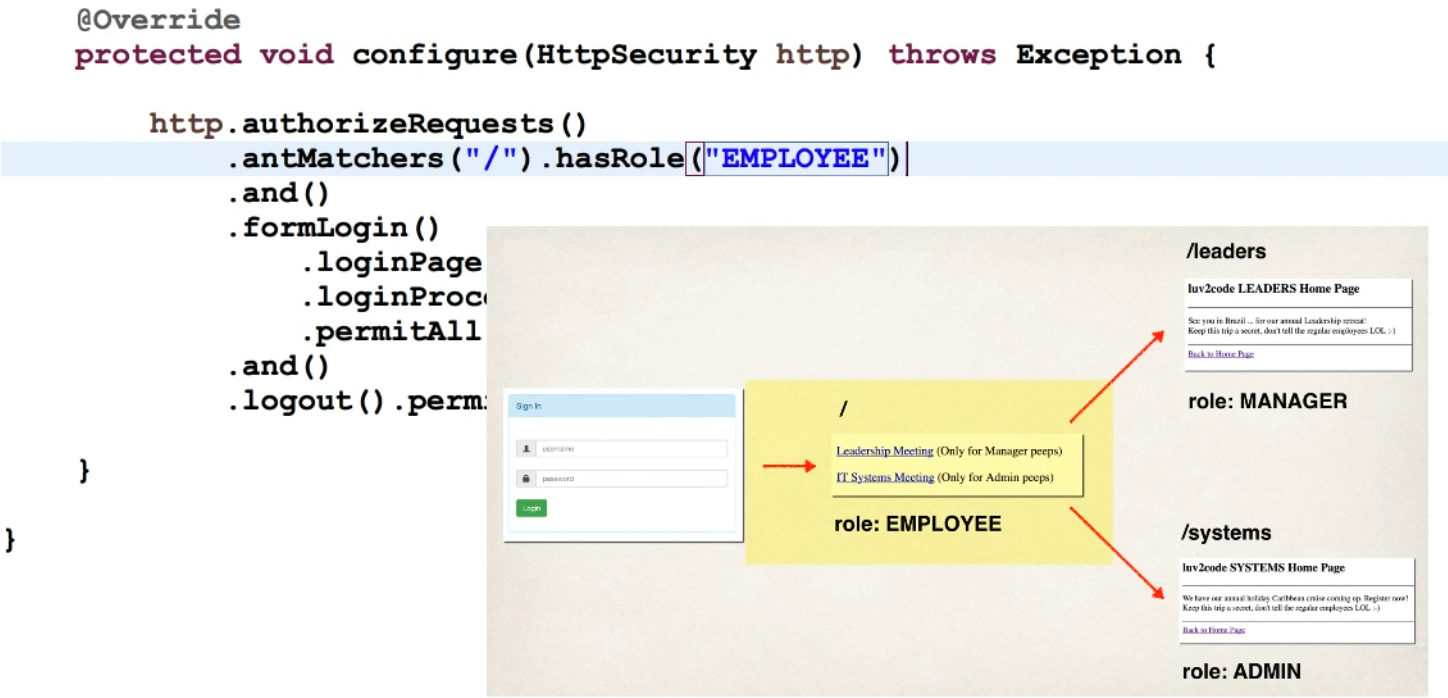 @Override
protected void configure(HttpSecurity http) throws Exception {
http.authorizeRequests()
.antMatchers("/").hasRole("EMPLOYEE")
.and()
.formLogin()
.loginPage
.loginProc
.permitAll
.and()
.logout().perm
}
}
Sign In
username
password
Login
/
Leadership Meeting (Only for Manager peeps)
IT Systems Meeting (Only for Admin peeps)
role: EMPLOYEE
/leaders
luv2code LEADERS Home Page
See you in Brazil ... for our annual Leadership retreat!
Keep this trip a secret, don't tell the regular employees LOL :-)
Back to Home Page
role: MANAGER
/systems
luv2code SYSTEMS Home Page
We have our annual holiday Caribbean cruise coming up. Register now!
Keep this trip a secret, don't tell the regular employees LOL :-)
Back to Home Page
role: ADMIN